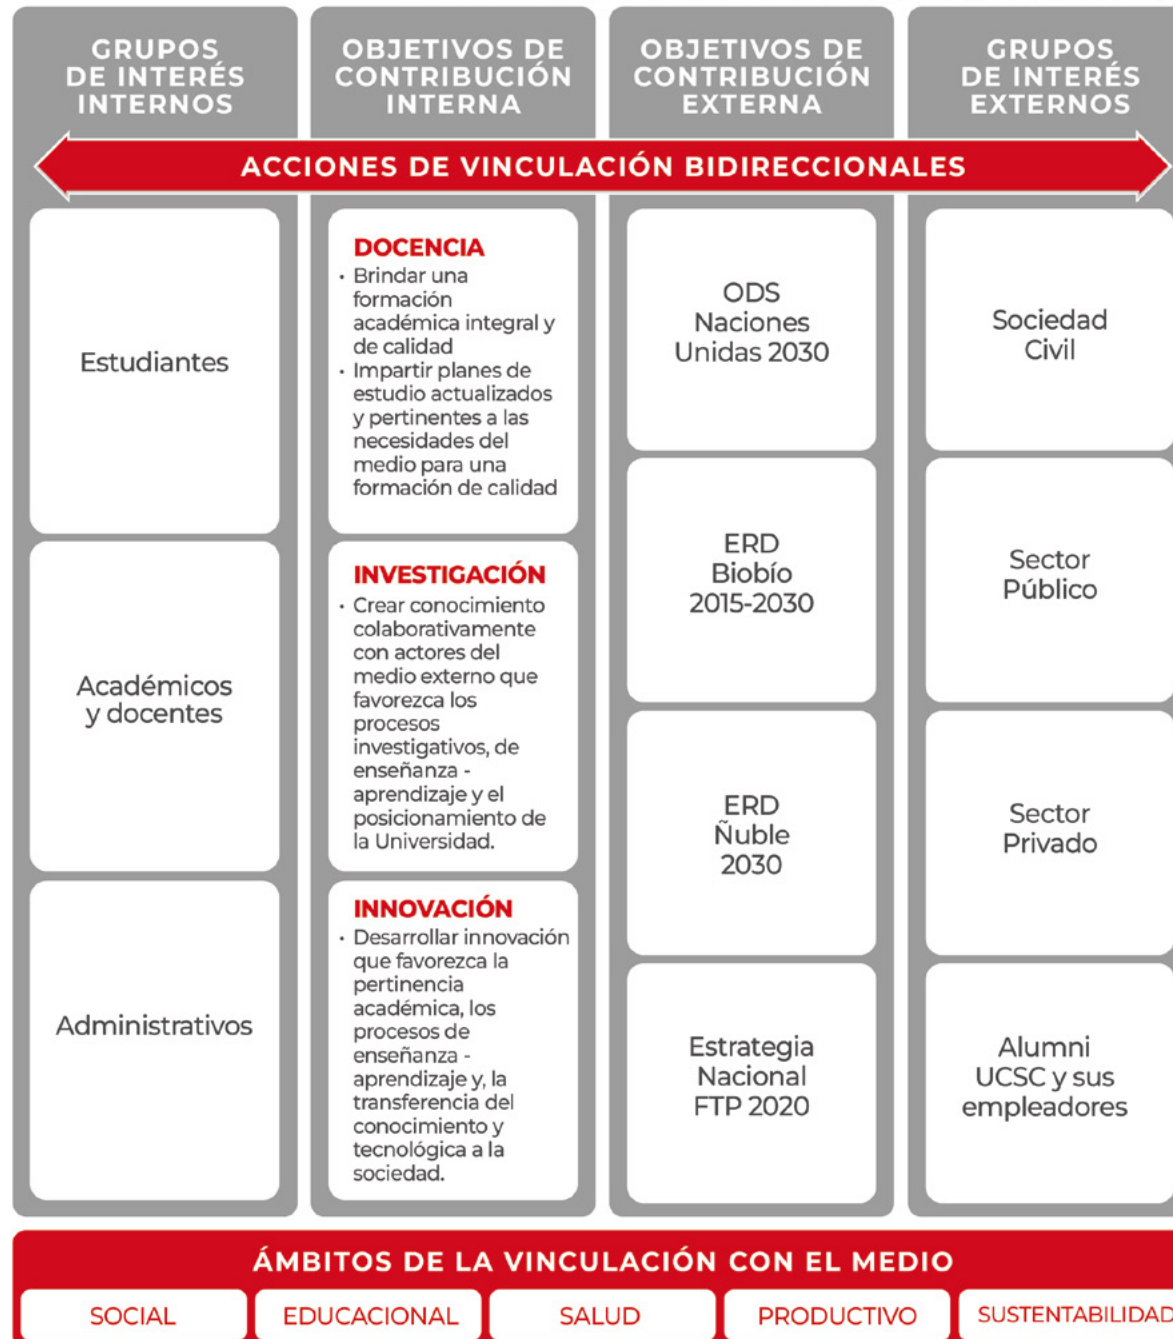 GRUPOS
DE INTERÉS
INTERNOS
OBJETIVOS DE
CONTRIBUCIÓN
INTERNA
OBJETIVOS DE
CONTRIBUCIÓN
EXTERNA
GRUPOS
DE INTERÉS
EXTERNOS
ACCIONES DE VINCULACIÓN BIDIRECCIONALES
Estudiantes
Académicos
y docentes
Administrativos
DOCENCIA
· Brindar una
formación
académica integral y
de calidad
· Impartir planes de
estudio actualizados
y pertinentes a las
necesidades del
medio para una
formación de calidad
INVESTIGACIÓN
· Crear conocimiento
colaborativamente
con actores del
medio externo que
favorezca los
procesos
investigativos, de
enseñanza -
aprendizaje y el
posicionamiento de
la Universidad.
INNOVACIÓN
· Desarrollar innovación
que favorezca la
pertinencia
académica, los
procesos de
enseñanza -
aprendizaje y, la
transferencia del
conocimiento y
tecnológica a la
sociedad.
ODS
Naciones
Unidas 2030
ERD
Biobío
2015-2030
ERD
Ñuble
2030
Estrategia
Nacional
FTP 2020
Sociedad
Civil
Sector
Público
Sector
Privado
Alumni
UCSC y sus
empleadores
ÁMBITOS DE LA VINCULACIÓN CON EL MEDIO
SOCIAL
EDUCACIONAL
SALUD
PRODUCTIVO
SUSTENTABILIDAD